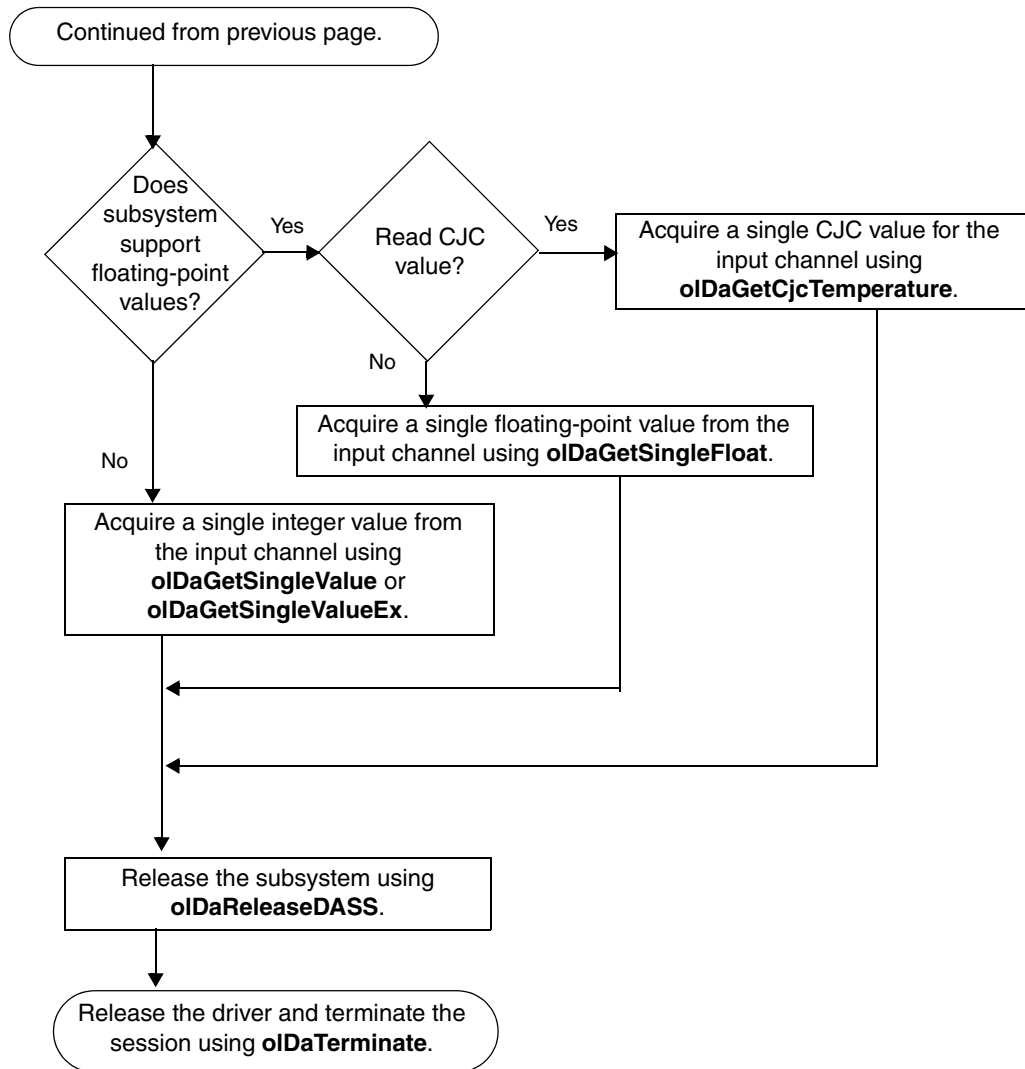 Continued from previous page.
Does
subsystem
support
floating-point
values?
Yes
Read CJC
value?
Yes
Acquire a single CJC value for the
input channel using
olDaGetCjcTemperature.
No
Acquire a single floating-point value from the
input channel using olDaGetSingleFloat.
No
Acquire a single integer value from
the input channel using
olDaGetSingleValue or
olDaGetSingleValueEx.
Release the subsystem using
olDaReleaseDASS.
Release the driver and terminate the
session using olDaTerminate.